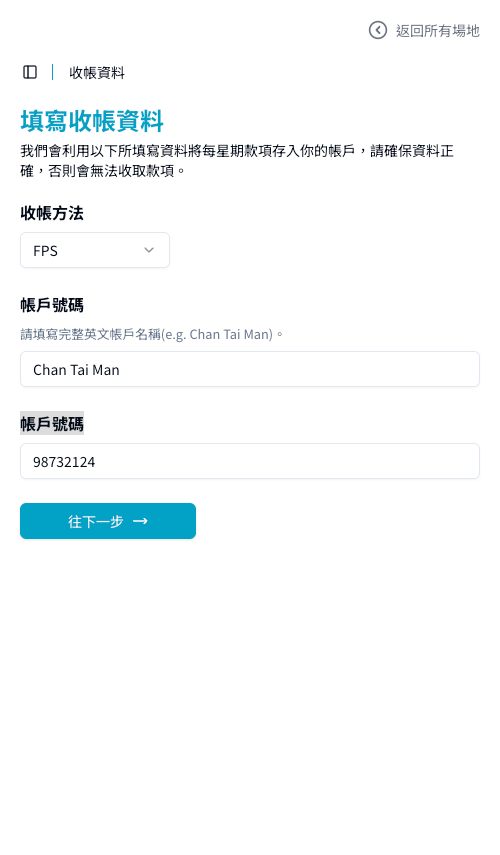 返回所有場地
收帳資料
填寫收帳資料
我們會利用以下所填寫資料將每星期款項存入你的帳戶，請確保資料正
確，否則會無法收取款項。
收帳方法
FPS
帳戶號碼
請填寫完整英文帳戶名稱(e.g. Chan Tai Man)。
Chan Tai Man
帳戶號碼
98732124
往下一步 →